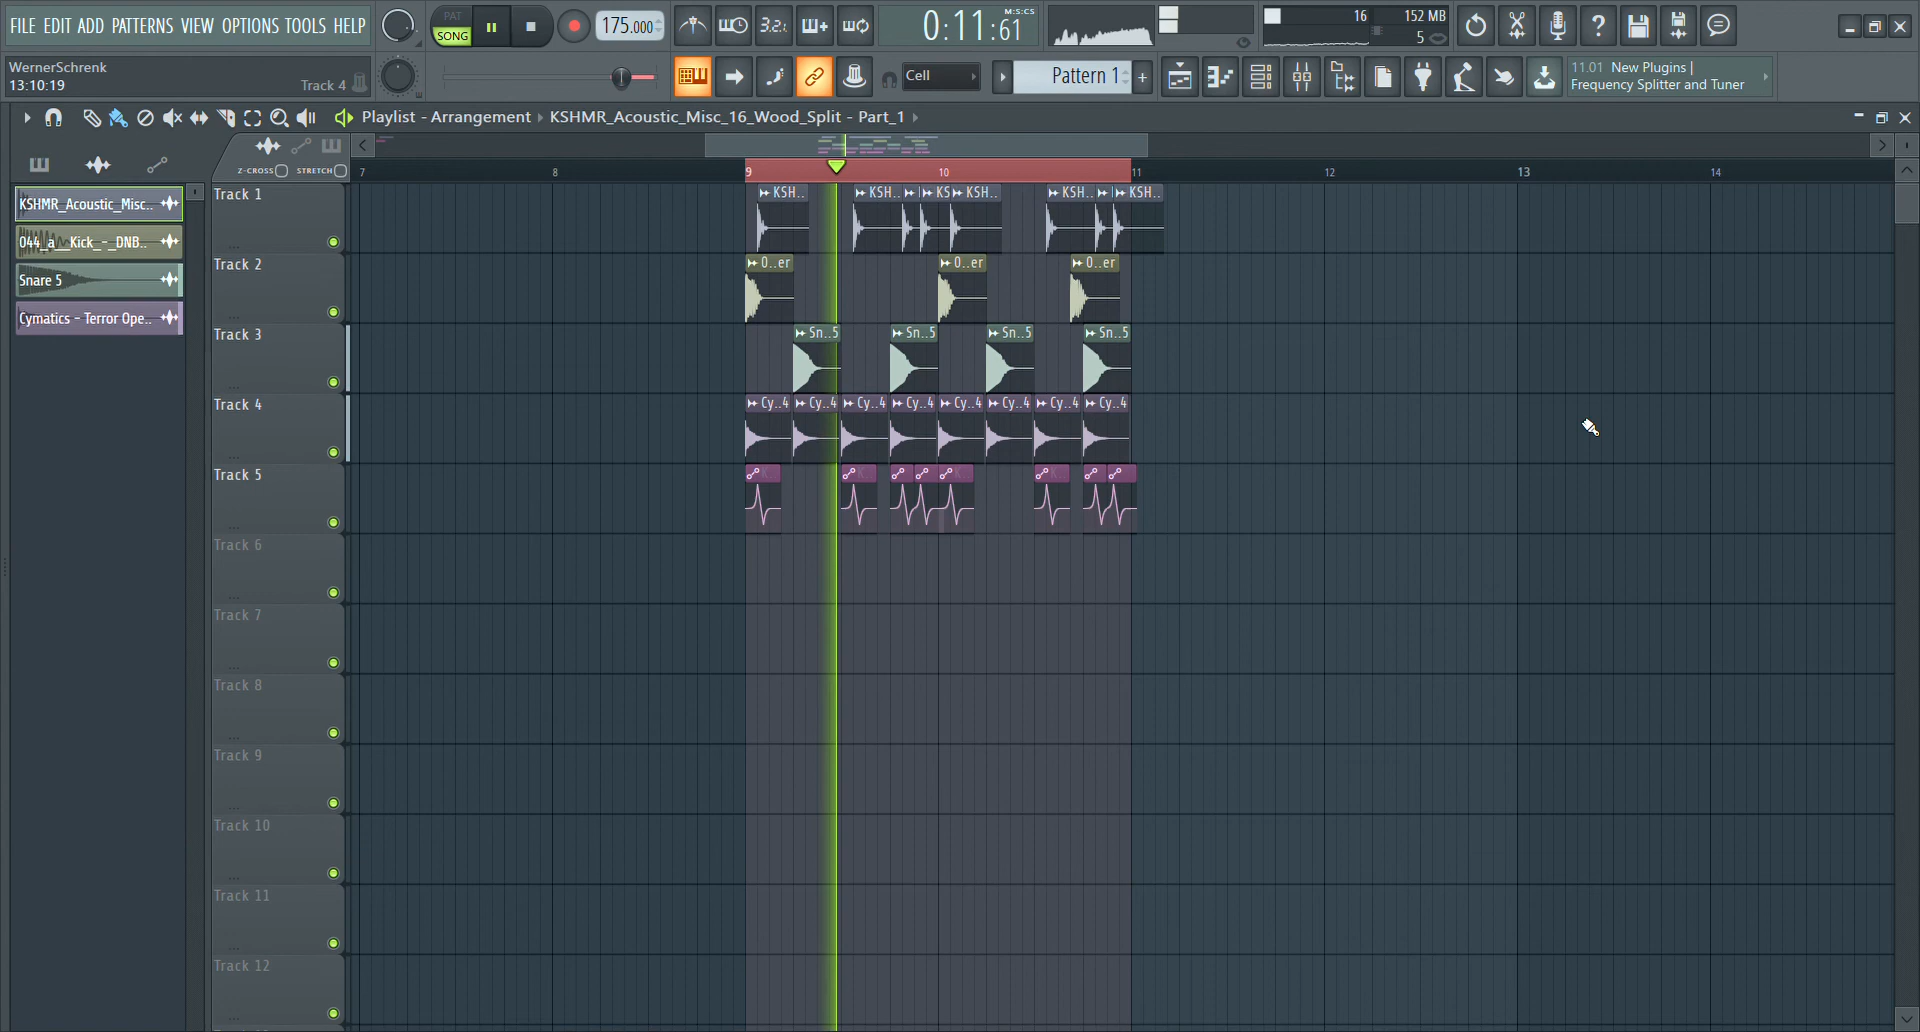 FILE EDIT ADD PATTERNS VIEW OPTIONS TOOLS HELP
PAT
SONG
175.000
3.2.
0:11:61
M:S:CS
16
152 MB
5
WernerSchrenk
13:10:19
Track 4
Cell
Pattern 1
11.01 New Plugins |
Frequency Splitter and Tuner
Playlist - Arrangement
KSHMR_Acoustic_Misc_16_Wood_Split - Part_1
Z-CROSS
STRETCH
7
8
9
10
11
12
13
14
KSHMR_Acoustic_Misc..
044_a__Kick_-_DNB..
Snare 5
Cymatics - Terror Ope..
Track 1
KSH..
KSH..
KS
KSH..
KSH..
KSH..
Track 2
O..er
O..er
O..er
Track 3
Sn..5
Sn..5
Sn..5
Sn..5
Track 4
Cy..4
Cy..4
Cy..4
Cy..4
Cy..4
Cy..4
Cy..4
Cy..4
Track 5
Track 6
Track 7
Track 8
Track 9
Track 10
Track 11
Track 12